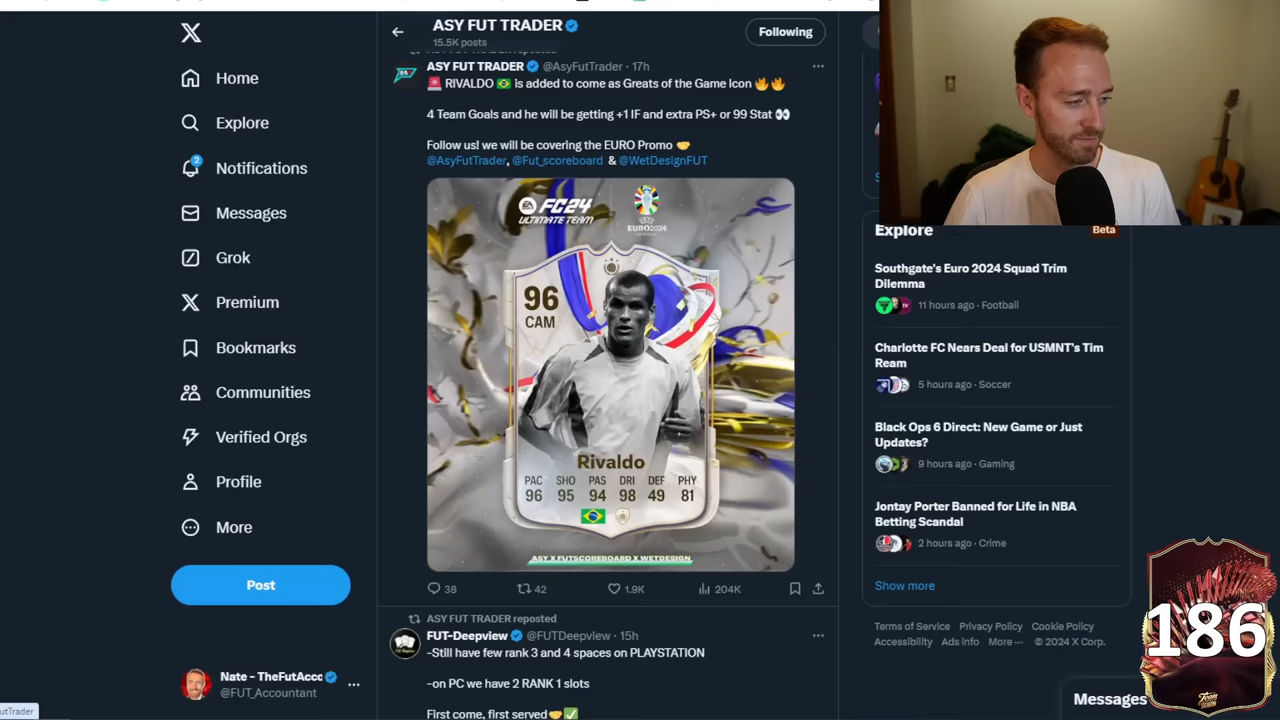 ASY FUT TRADER
15.5K posts
Following
Home
Explore
2
Notifications
Messages
Grok
Premium
Bookmarks
Communities
Verified Orgs
Profile
More
Post
Nate - TheFutAcc
@FUT_Accountant
utTrader
ASY FUT TRADER @AsyFutTrader · 17h
🚨 RIVALDO 🇧🇷 is added to come as Greats of the Game Icon 🔥🔥
4 Team Goals and he will be getting +1 IF and extra PS+ or 99 Stat 👀
Follow us! we will be covering the EURO Promo 🤝
@AsyFutTrader, @Fut_scoreboard & @WetDesignFUT
EA SPORTS FC24
ULTIMATE TEAM
UEFA
EURO2024
96
CAM
Rivaldo
PAC SHO PAS DRI DEF PHY
96 95 94 98 49 81
ASY X FUTSCOREBOARD X WETDESIGN
38 42 1.9K 204K
ASY FUT TRADER reposted
FUT-Deepview @FUTDeepview · 15h
-Still have few rank 3 and 4 spaces on PLAYSTATION
-on PC we have 2 RANK 1 slots
First come, first served🤝✅
Explore
Beta
Southgate's Euro 2024 Squad Trim
Dilemma
11 hours ago · Football
Charlotte FC Nears Deal for USMNT's Tim
Ream
5 hours ago · Soccer
Black Ops 6 Direct: New Game or Just
Updates?
9 hours ago · Gaming
Jontay Porter Banned for Life in NBA
Betting Scandal
2 hours ago · Crime
Show more
Terms of Service Privacy Policy Cookie Policy
Accessibility Ads info More ··· © 2024 X Corp.
Messages
186